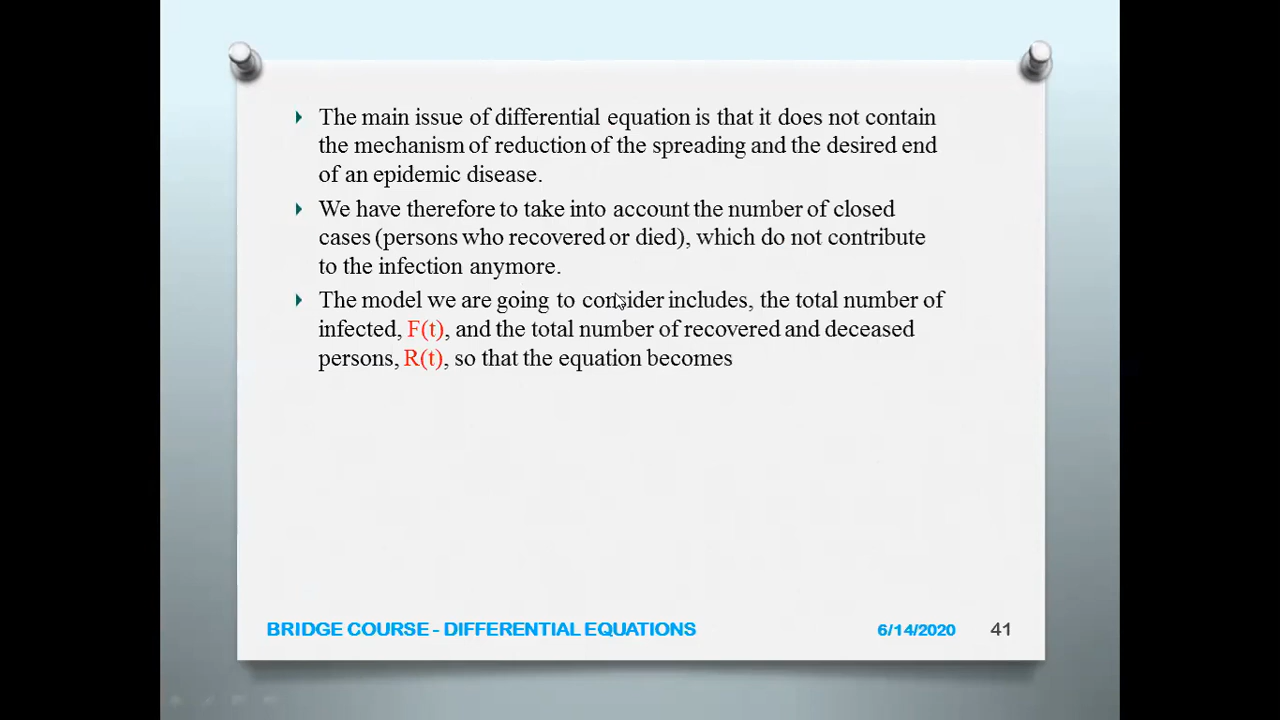 The main issue of differential equation is that it does not contain
the mechanism of reduction of the spreading and the desired end
of an epidemic disease.
We have therefore to take into account the number of closed
cases (persons who recovered or died), which do not contribute
to the infection anymore.
The model we are going to consider includes, the total number of
infected, F(t), and the total number of recovered and deceased
persons, R(t), so that the equation becomes
BRIDGE COURSE - DIFFERENTIAL EQUATIONS 6/14/2020 41